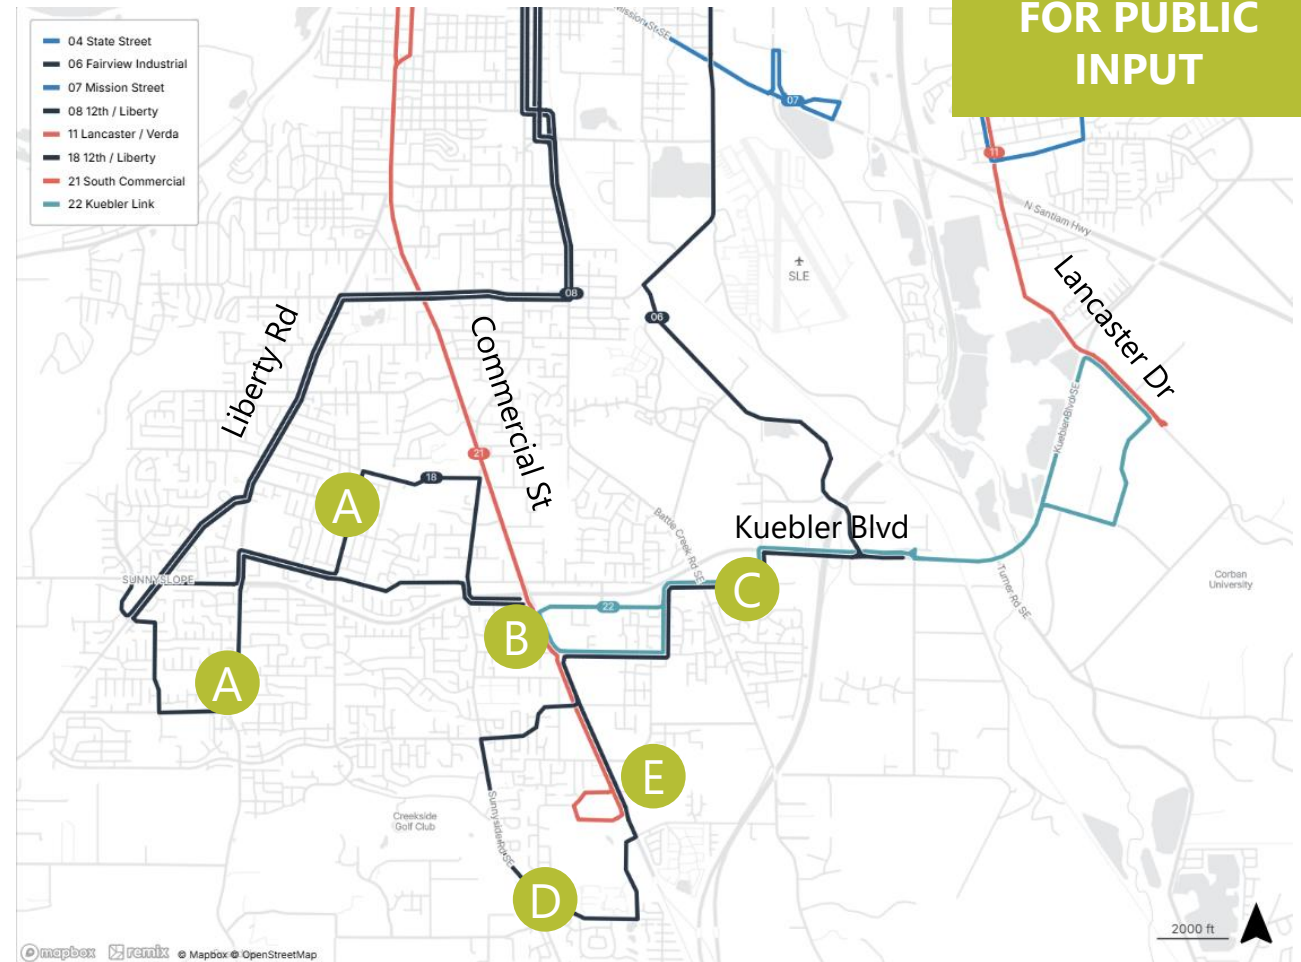 FOR PUBLIC
INPUT
04 State Street
06 Fairview Industrial
07 Mission Street
08 12th / Liberty
11 Lancaster / Verda
18 12th / Liberty
21 South Commercial
22 Kuebler Link
Mission St SE
07
11
N Santiam Hwy
SLE
08
06
Lancaster Dr
Liberty Rd
Commercial St
Kuebler Blvd SE
21
18
A
Battle Creek Rd SE
Kuebler Blvd
SUNNYSLOPE
Turner Rd SE
Corban
University
C
22
B
A
E
Creekside
Golf Club
Sunnyside Rd SE
D
2000 ft
mapbox
remix
© Mapbox © OpenStreetMap